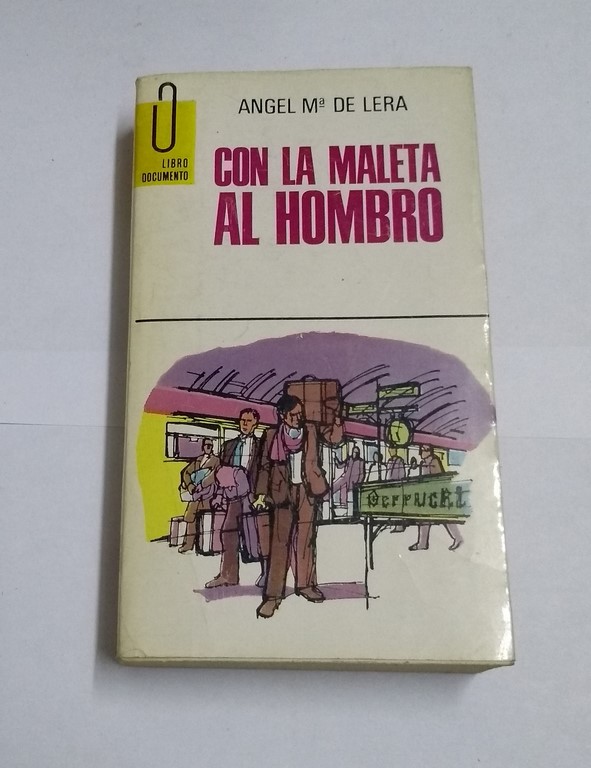 ANGEL Mª DE LERA
LIBRO
DOCUMENTO
CON LA MALETA
AL HOMBRO